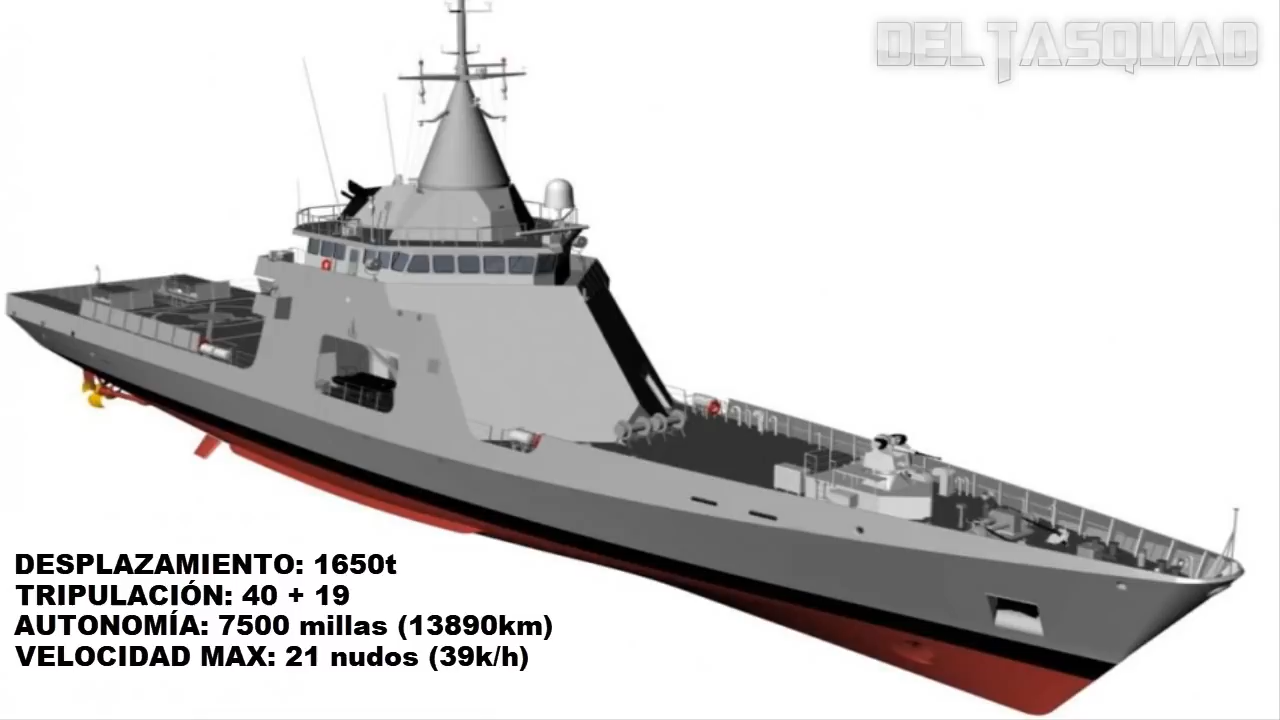 DELTASQUAD
DESPLAZAMIENTO: 1650t
TRIPULACIÓN: 40 + 19
AUTONOMÍA: 7500 millas (13890km)
VELOCIDAD MAX: 21 nudos (39k/h)